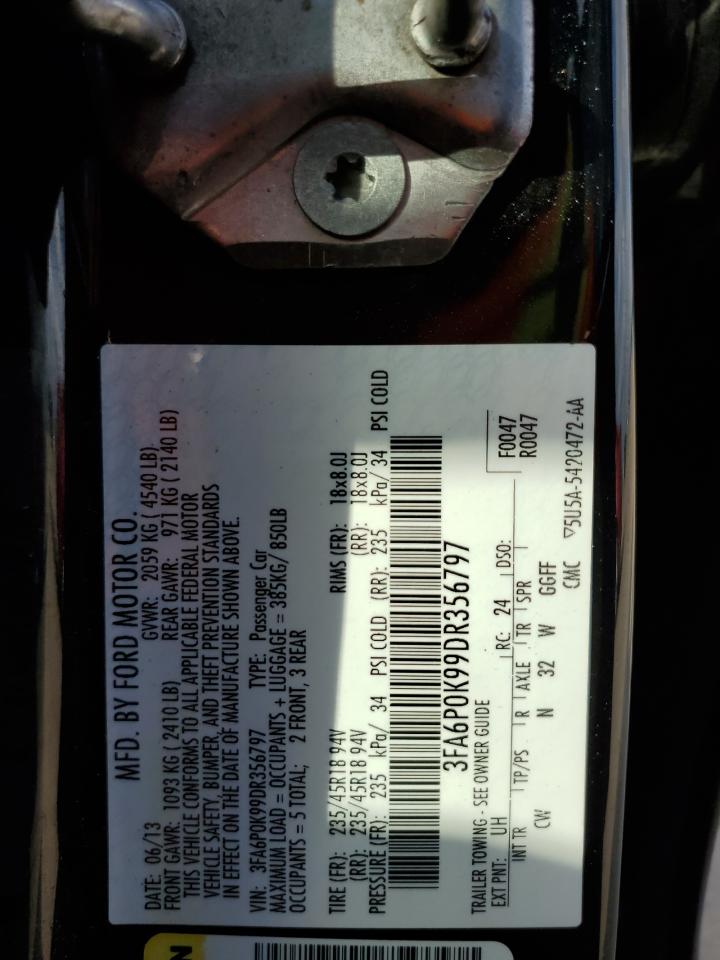 MFD. BY FORD MOTOR CO.
DATE: 06/13 GVWR: 2059 KG ( 4540 LB)
FRONT GAWR: 1093 KG ( 2410 LB) REAR GAWR: 971 KG ( 2140 LB)
THIS VEHICLE CONFORMS TO ALL APPLICABLE FEDERAL MOTOR
VEHICLE SAFETY, BUMPER, AND THEFT PREVENTION STANDARDS
IN EFFECT ON THE DATE OF MANUFACTURE SHOWN ABOVE.
VIN: 3FA6P0K99DR356797 TYPE: Passenger Car
MAXIMUM LOAD = OCCUPANTS + LUGGAGE = 385KG/ 850LB
OCCUPANTS = 5 TOTAL; 2 FRONT, 3 REAR
TIRE (FR): 235/45R18 94V RIMS (FR): 18x8.0J
(RR): 235/45R18 94V (RR): 18x8.0J
PRESSURE (FR): 235 kPa/ 34 PSI COLD (RR): 235 kPa/ 34 PSI COLD
3FA6P0K99DR356797
TRAILER TOWING - SEE OWNER GUIDE F0047
EXT PNT: UH RC: 24 DSO: R0047
INT TR TP/PS R AXLE TR SPR
CW N 32 W GGFF
CMC ▽5U5A-5420472-AA
N